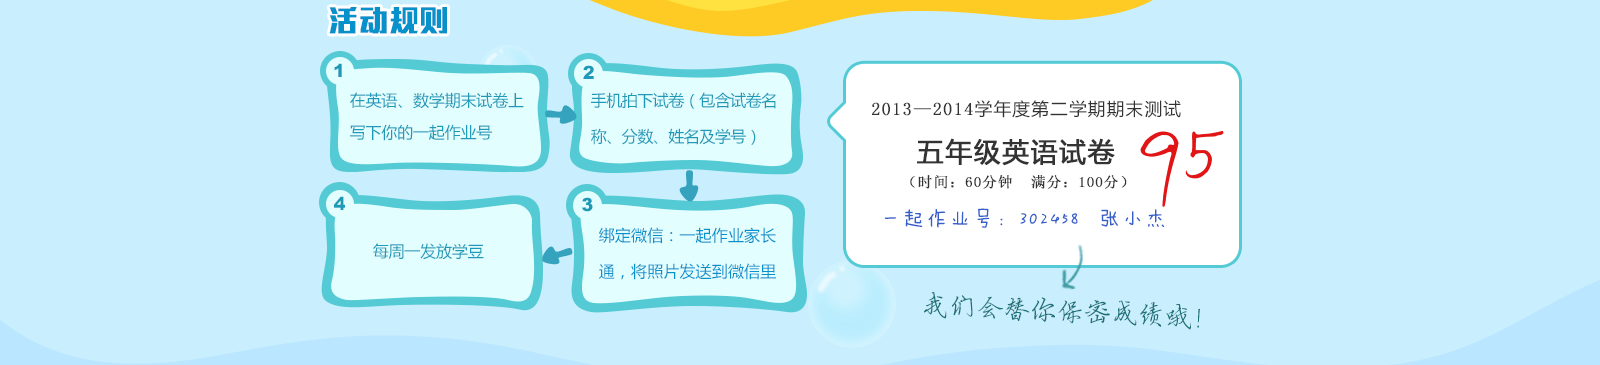 活动规则
1
在英语、数学期末试卷上
写下你的一起作业号
2
手机拍下试卷（包含试卷名
称、分数、姓名及学号）
3
绑定微信：一起作业家长
通，将照片发送到微信里
4
每周一发放学豆
2013—2014学年度第二学期期末测试
五年级英语试卷
95
（时间：60分钟 满分：100分）
一起作业号：302458 张小杰
我们会替你保密成绩哦！